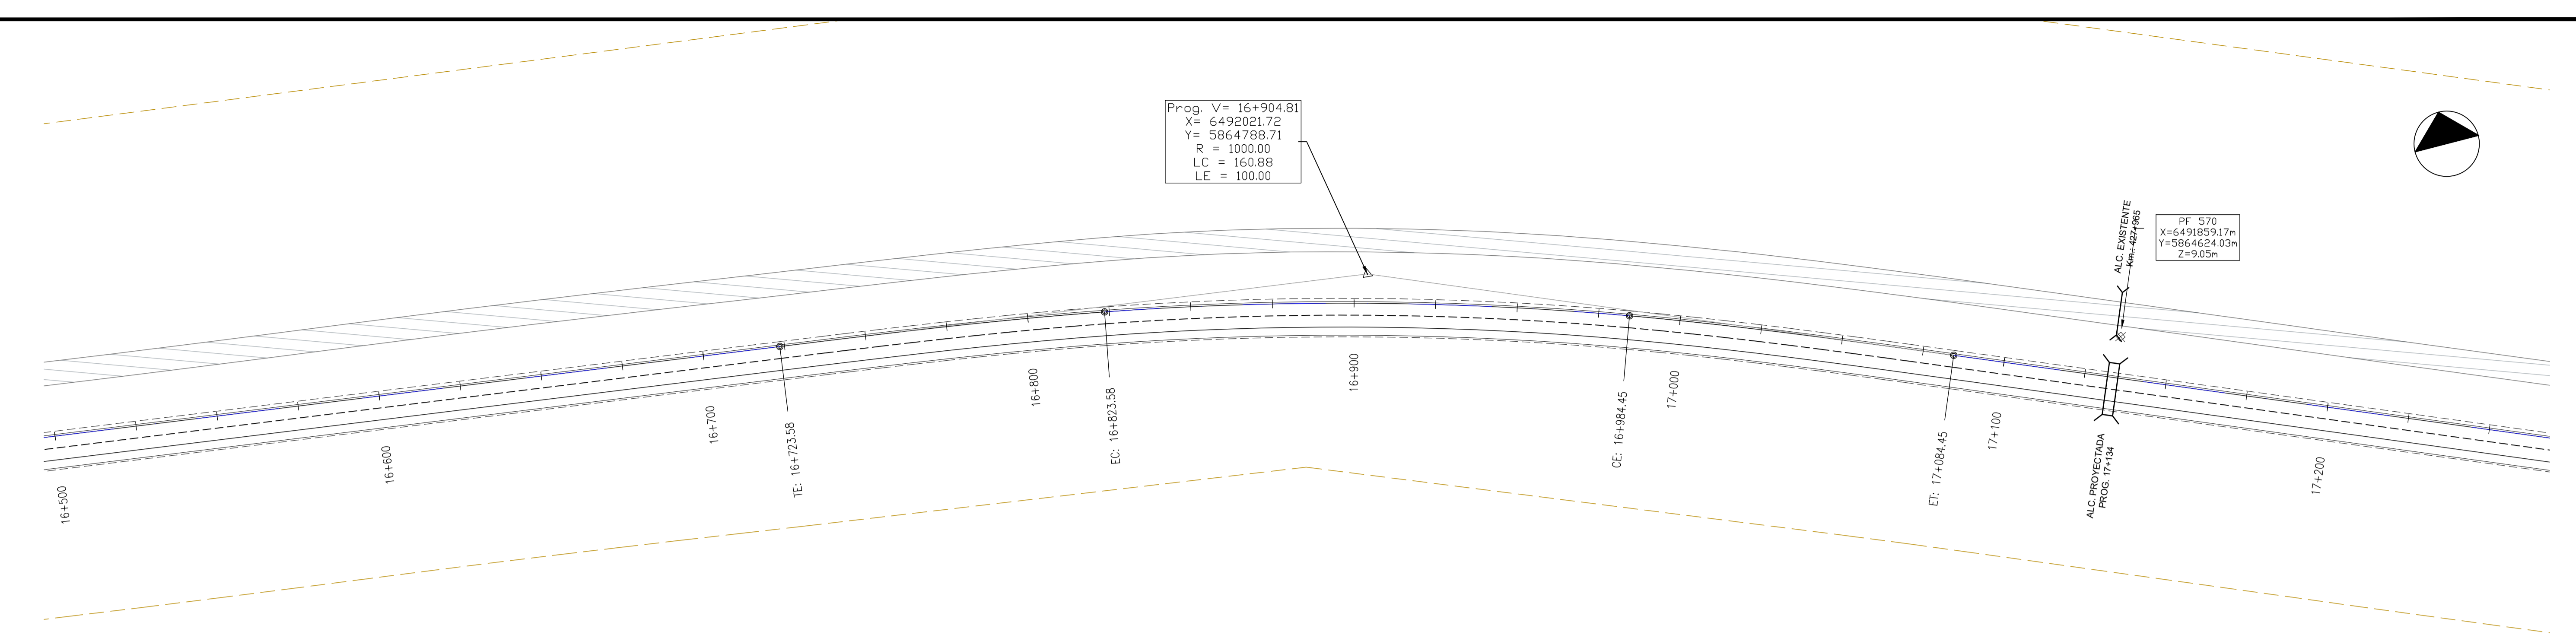 Prog. V= 16+904.81
X= 6492021.72
Y= 5864788.71
R = 1000.00
LC = 160.88
LE = 100.00
ALC. EXISTENTE
Km.: 427+965
PF 570
X=6491859.17m
Y=5864624.03m
Z=9.05m
16+500
16+600
16+700
TE: 16+723.58
16+800
EC: 16+823.58
16+900
CE: 16+984.45
17+000
ET: 17+084.45
17+100
ALC. PROYECTADA
PROG. 17+134
17+200